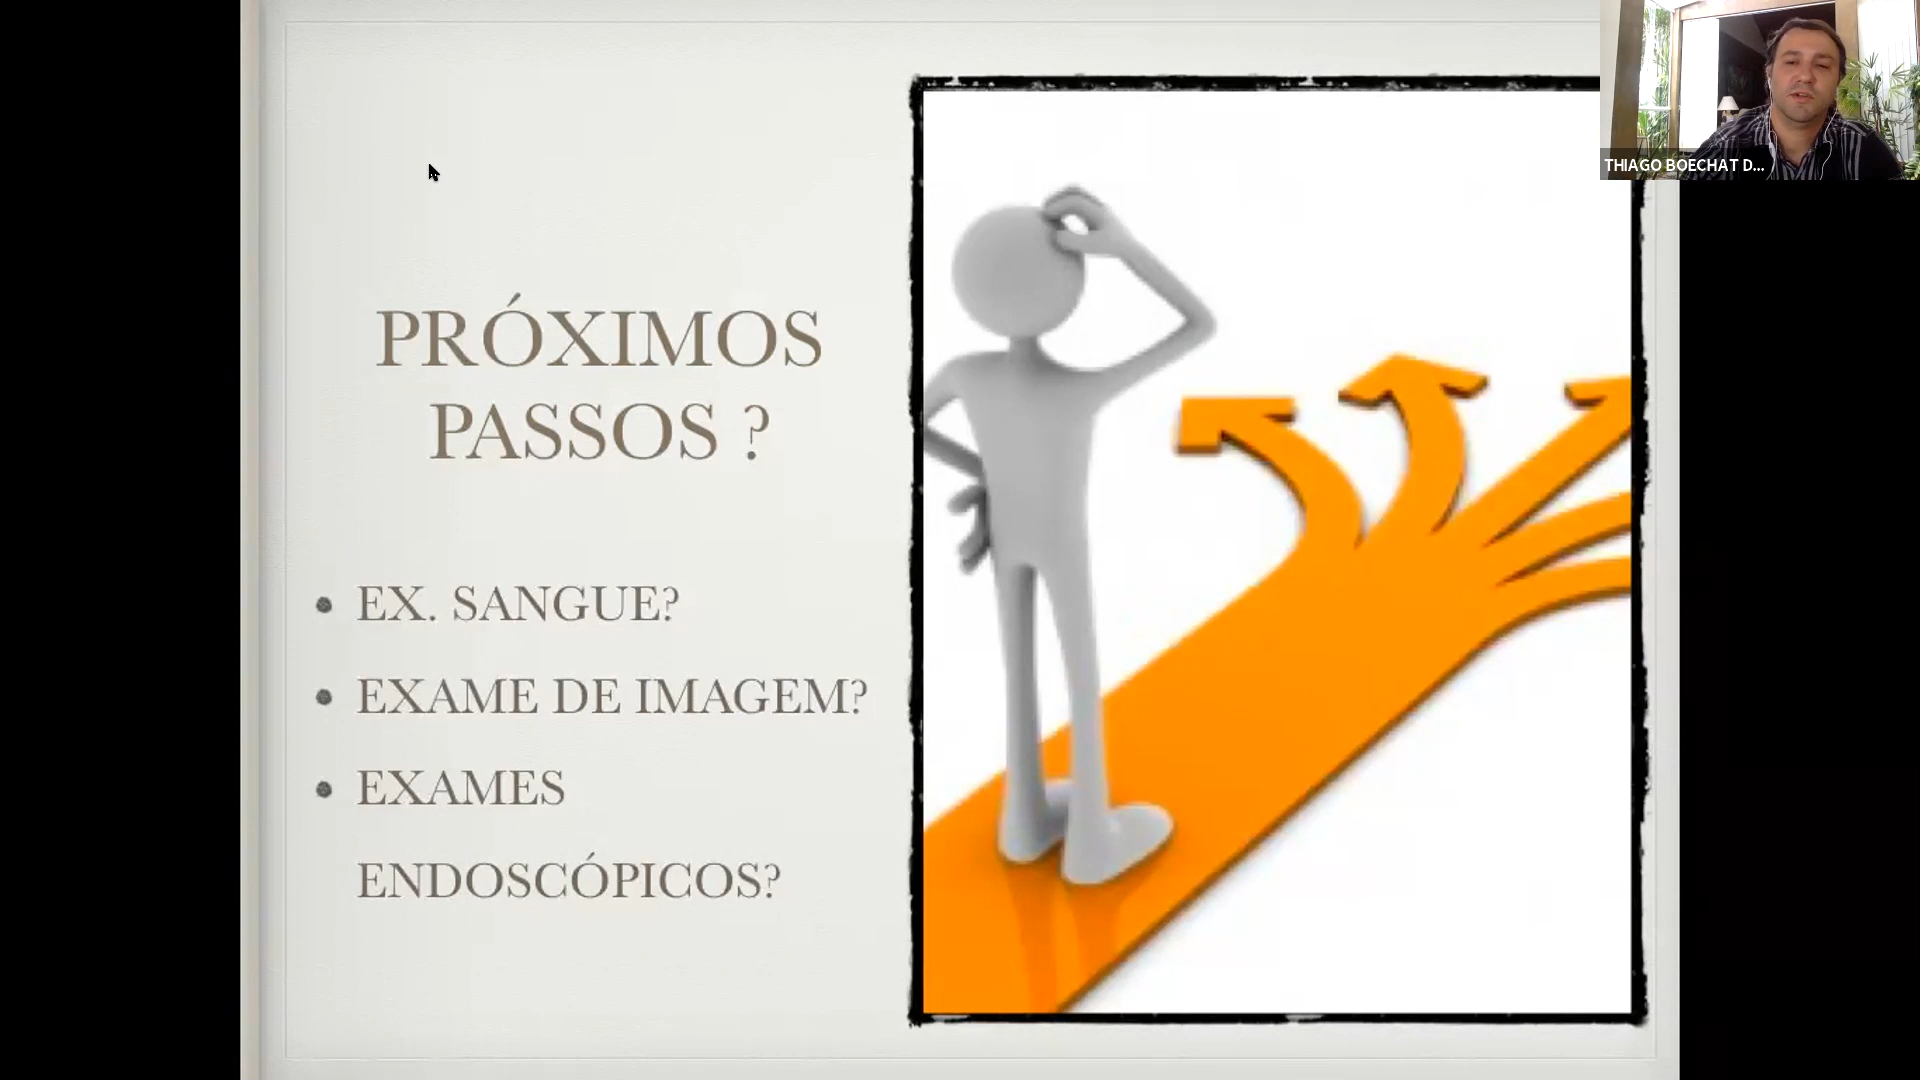 THIAGO BOECHAT D...
PRÓXIMOS
PASSOS ?
• EX. SANGUE?
• EXAME DE IMAGEM?
• EXAMES
ENDOSCÓPICOS?